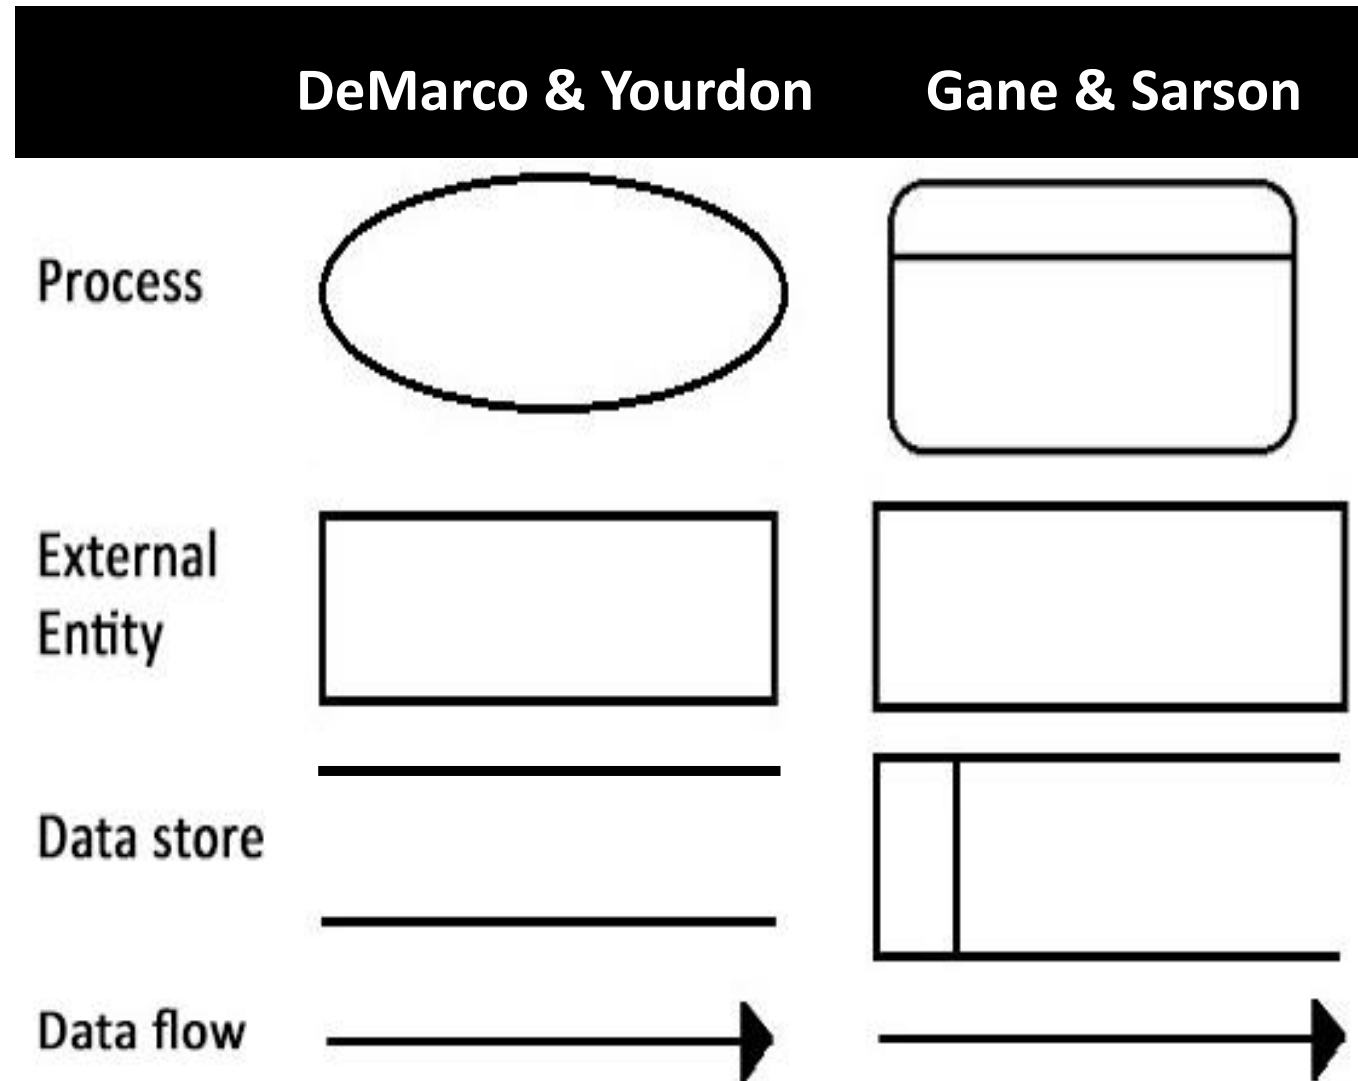 DeMarco & Yourdon Gane & Sarson
Process
External
Entity
Data store
Data flow